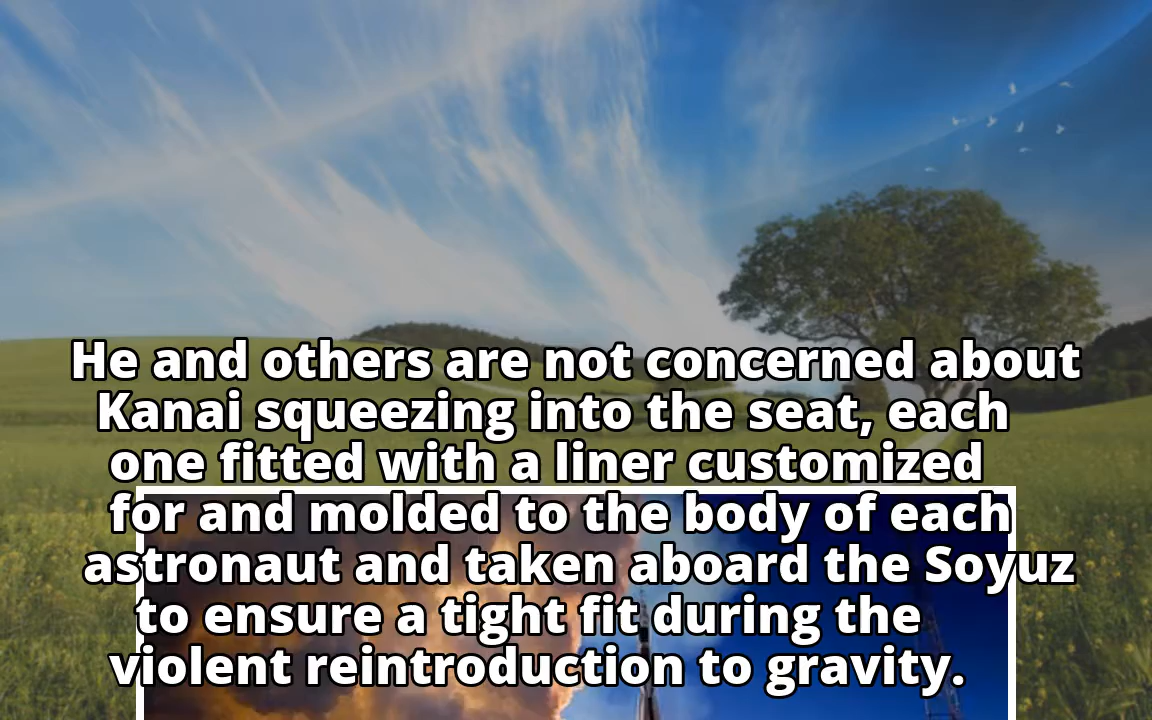 He and others are not concerned about
Kanai squeezing into the seat, each
one fitted with a liner customized
for and molded to the body of each
astronaut and taken aboard the Soyuz
to ensure a tight fit during the
violent reintroduction to gravity.